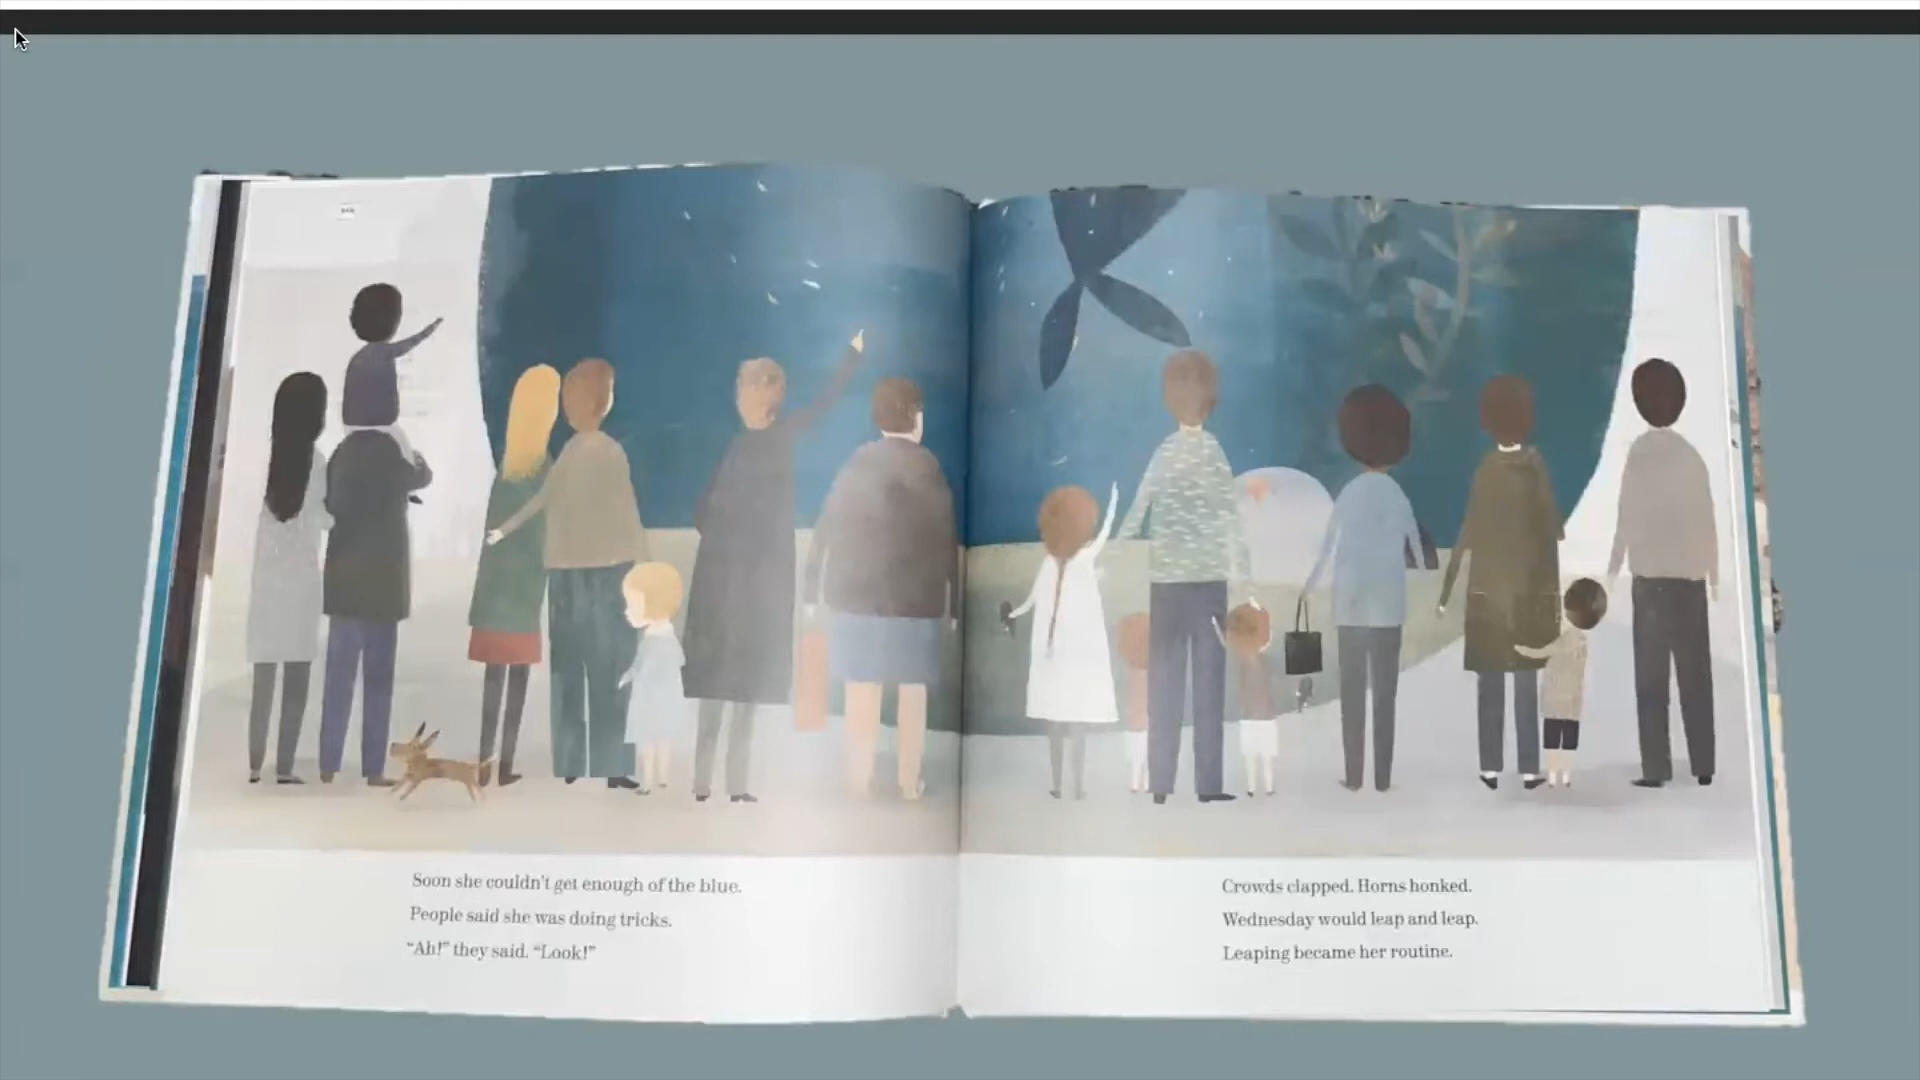 Soon she couldn't get enough of the blue.
People said she was doing tricks.
“Ah!” they said. “Look!”
Crowds clapped. Horns honked.
Wednesday would leap and leap.
Leaping became her routine.